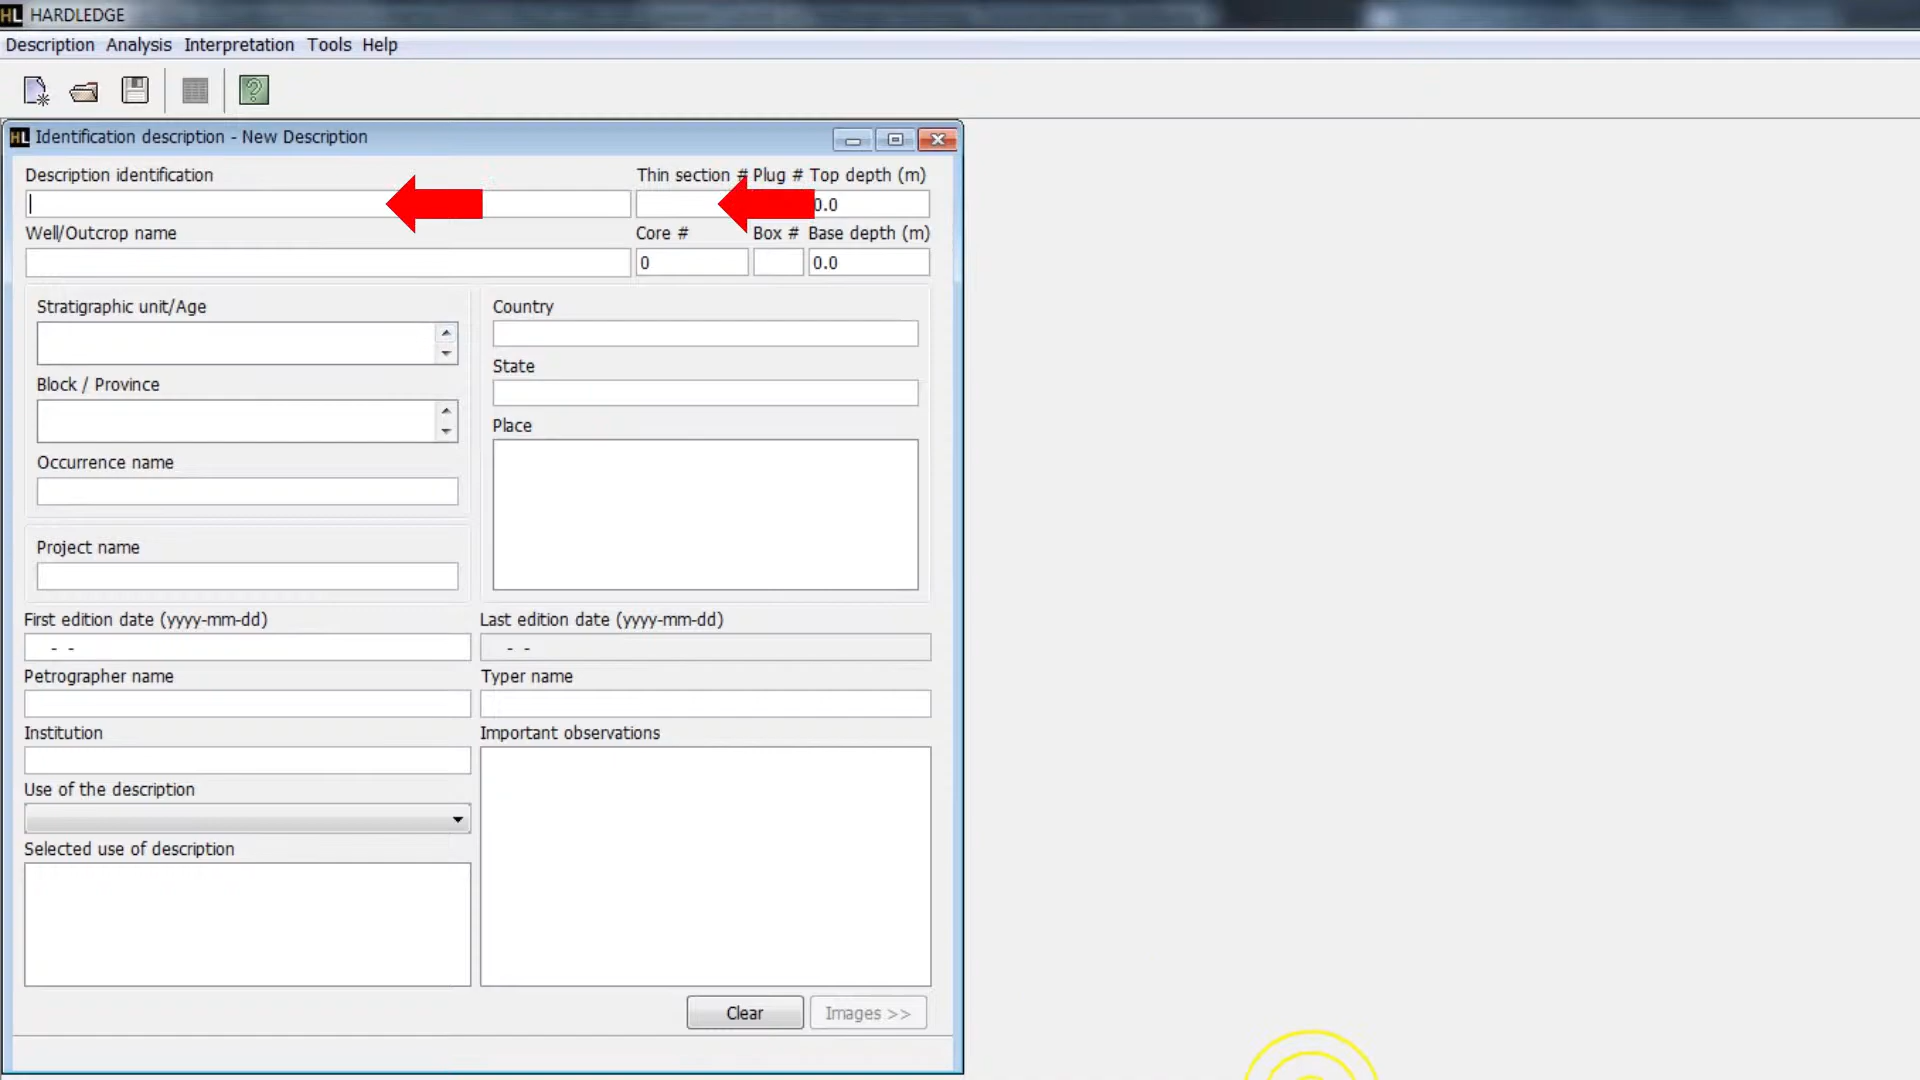 HL HARDLEDGE
Description Analysis Interpretation Tools Help
?
HL Identification description - New Description
Description identification Thin section # Plug # Top depth (m)
0.0
Well/Outcrop name Core # Box # Base depth (m)
0 0.0
Stratigraphic unit/Age Country
State
Block / Province
Place
Occurrence name
Project name
First edition date (yyyy-mm-dd) Last edition date (yyyy-mm-dd)
- - - -
Petrographer name Typer name
Institution Important observations
Use of the description
Selected use of description
Clear Images >>